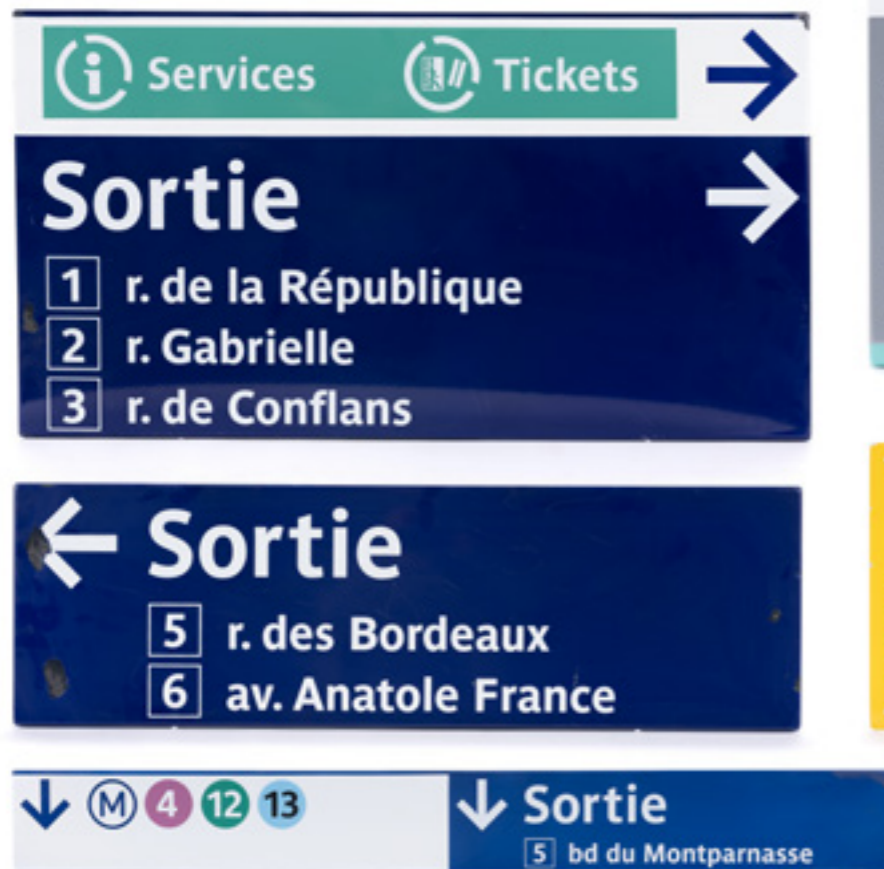 Services Tickets
Sortie
1 r. de la République
2 r. Gabrielle
3 r. de Conflans
Sortie
5 r. des Bordeaux
6 av. Anatole France
M 4 12 13
Sortie
5 bd du Montparnasse